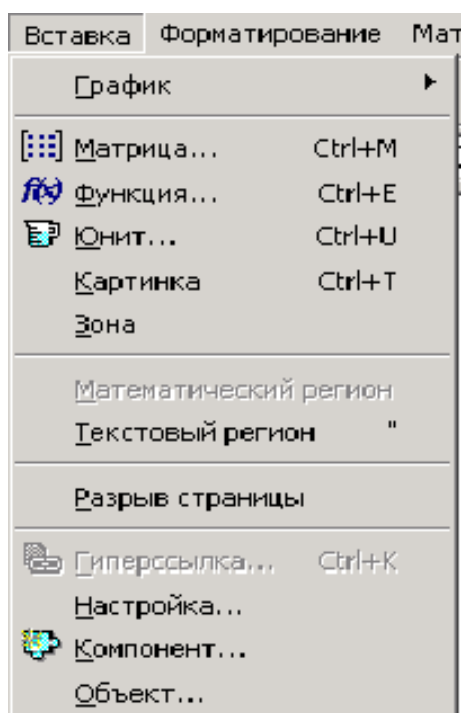 Вставка Форматирование Мат
График
Матрица... Ctrl+M
f(x) Функция... Ctrl+E
Юнит... Ctrl+U
Картинка Ctrl+T
Зона
Математический регион
Текстовый регион "
Разрыв страницы
Гиперссылка... Ctrl+K
Настройка...
Компонент...
Объект...